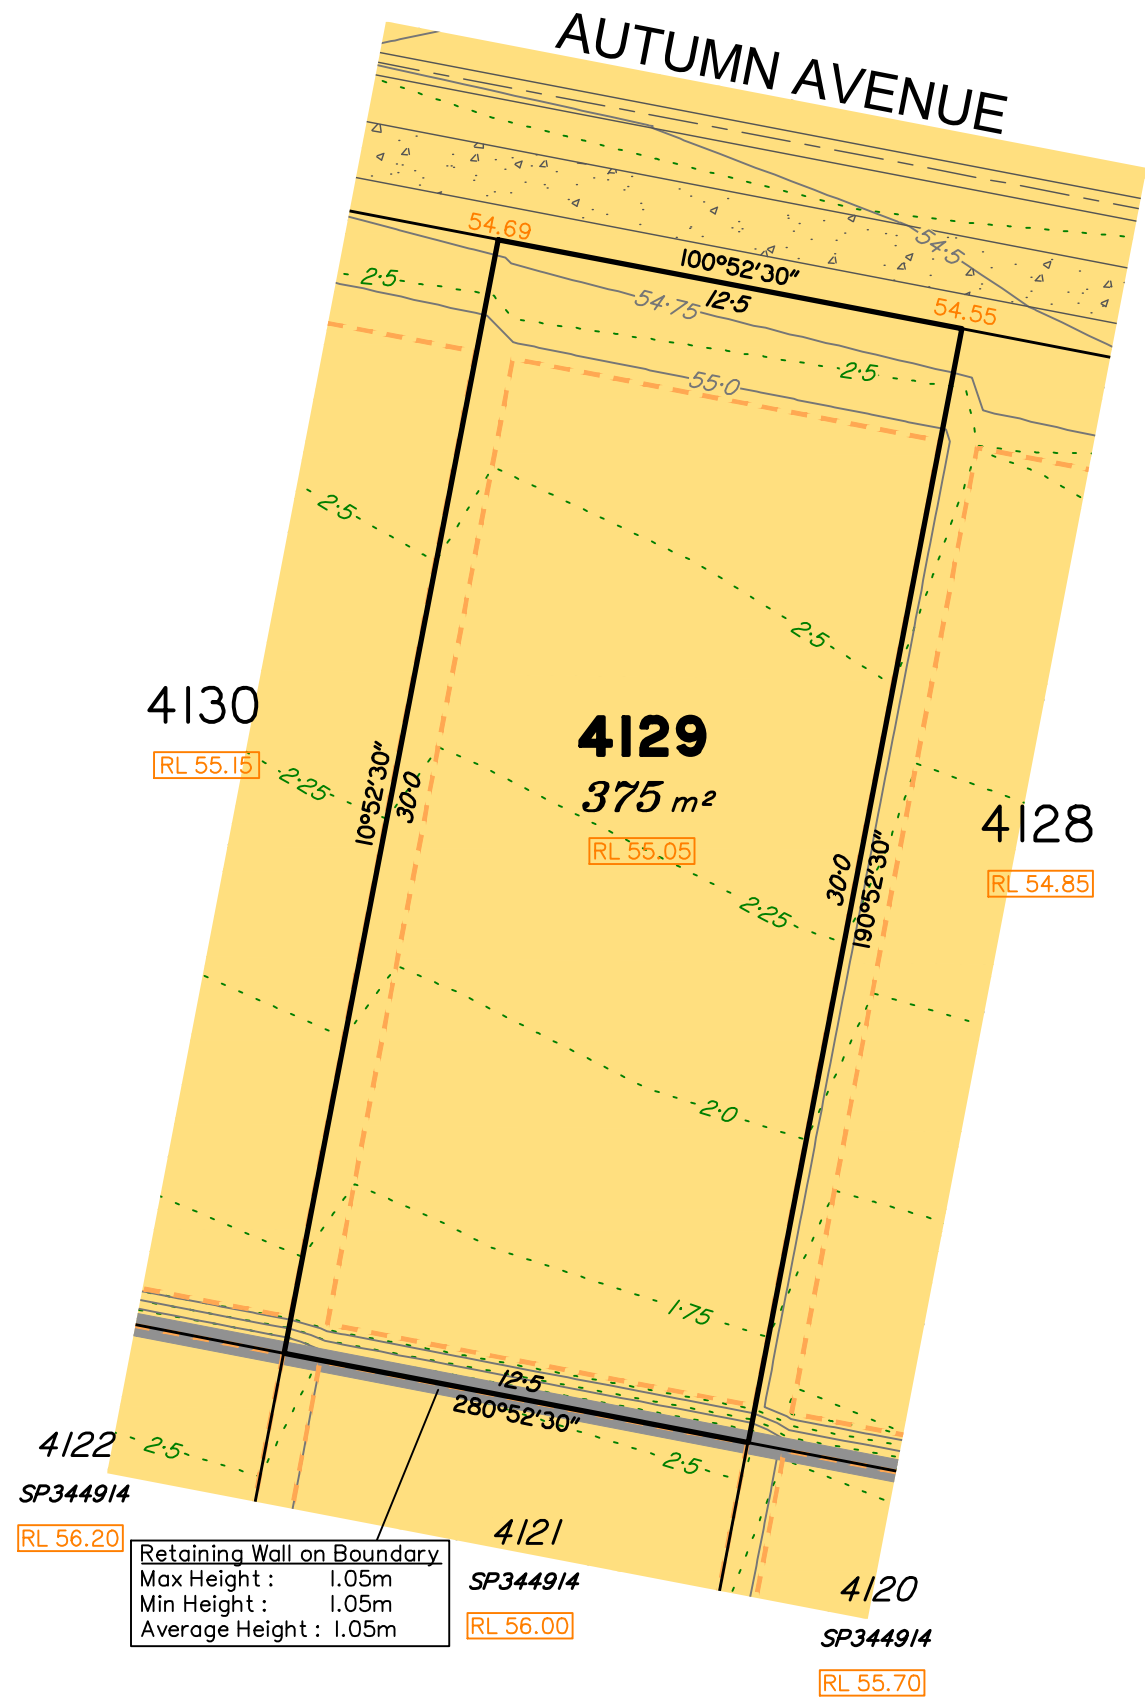 AUTUMN AVENUE
54.69
54.5
100°52'30"
12.5
54.55
2.5
54.75
2.5
55.0
2.5
2.5
4130
RL 55.15
4129
375 m²
RL 55.05
4128
RL 54.85
2.25
10°52'30"
30.0
30.0
190°52'30"
2.25
2.0
1.75
12.5
280°52'30"
4122
SP344914
RL 56.20
2.5
2.5
4121
SP344914
RL 56.00
4120
SP344914
RL 55.70
Retaining Wall on Boundary
Max Height : 1.05m
Min Height : 1.05m
Average Height : 1.05m